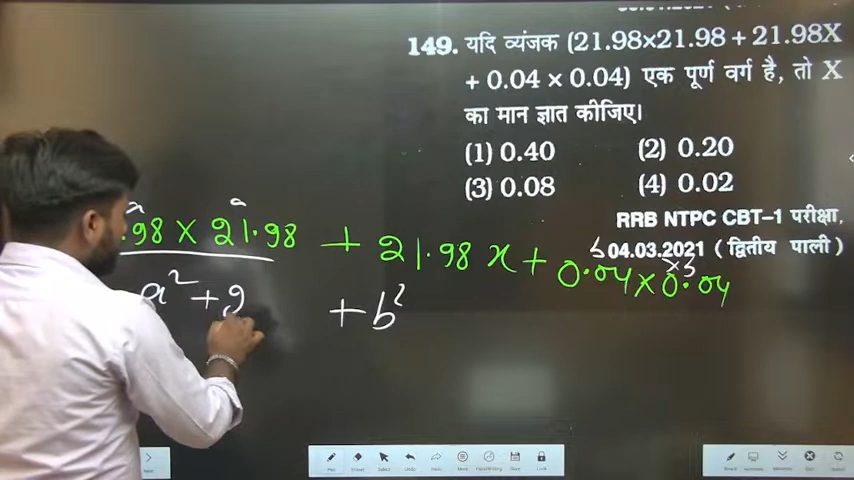 149. यदि व्यंजक (21.98×21.98 + 21.98X
+ 0.04 × 0.04) एक पूर्ण वर्ग है, तो X
का मान ज्ञात कीजिए।
(1) 0.40 (2) 0.20
(3) 0.08 (4) 0.02
RRB NTPC CBT-1 परीक्षा,
04.03.2021 (द्वितीय पाली)
a a
.98 × 21.98 + 21.98 x + 0.04 × 0.04
a² + 2 + b²